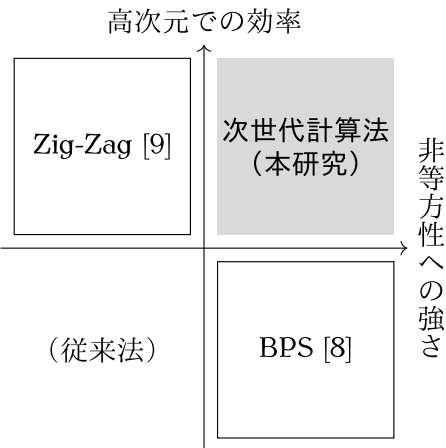 高次元での効率
Zig-Zag [9]
次世代計算法
（本研究）
非等方性への強さ
（従来法）
BPS [8]